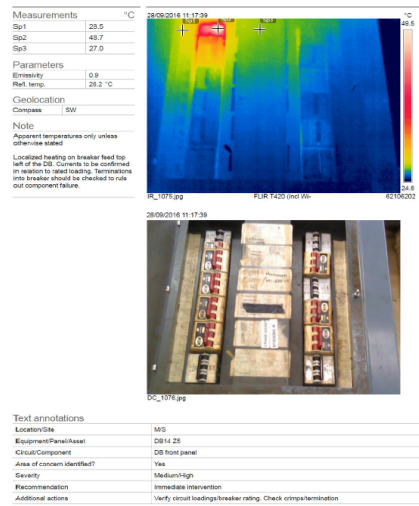 Measurements °C
Sp1 28.5
Sp2 48.7
Sp3 27.0
Parameters
Emissivity 0.9
Refl. temp. 26.2 °C
Geolocation
Compass SW
Note
Apparent temperatures only unless
otherwise stated
Localized heating on breaker feed top
left of the DB. Currents to be confirmed
in relation to rated loading. Terminations
into breaker should be checked to rule
out component failure.
28/09/2016 11:17:39
°C
49.5
24.6
IR_1075.jpg FLIR T420 (incl Wi- 62106202
28/09/2016 11:17:39
DC_1076.jpg
Text annotations
Location/Site M/S
Equipment/Panel/Asset DB14 Z5
Circuit/Component DB front panel
Area of concern identified? Yes
Severity Medium/High
Recommendation Immediate intervention
Additional actions Verify circuit loadings/breaker rating, Check crimps/termination